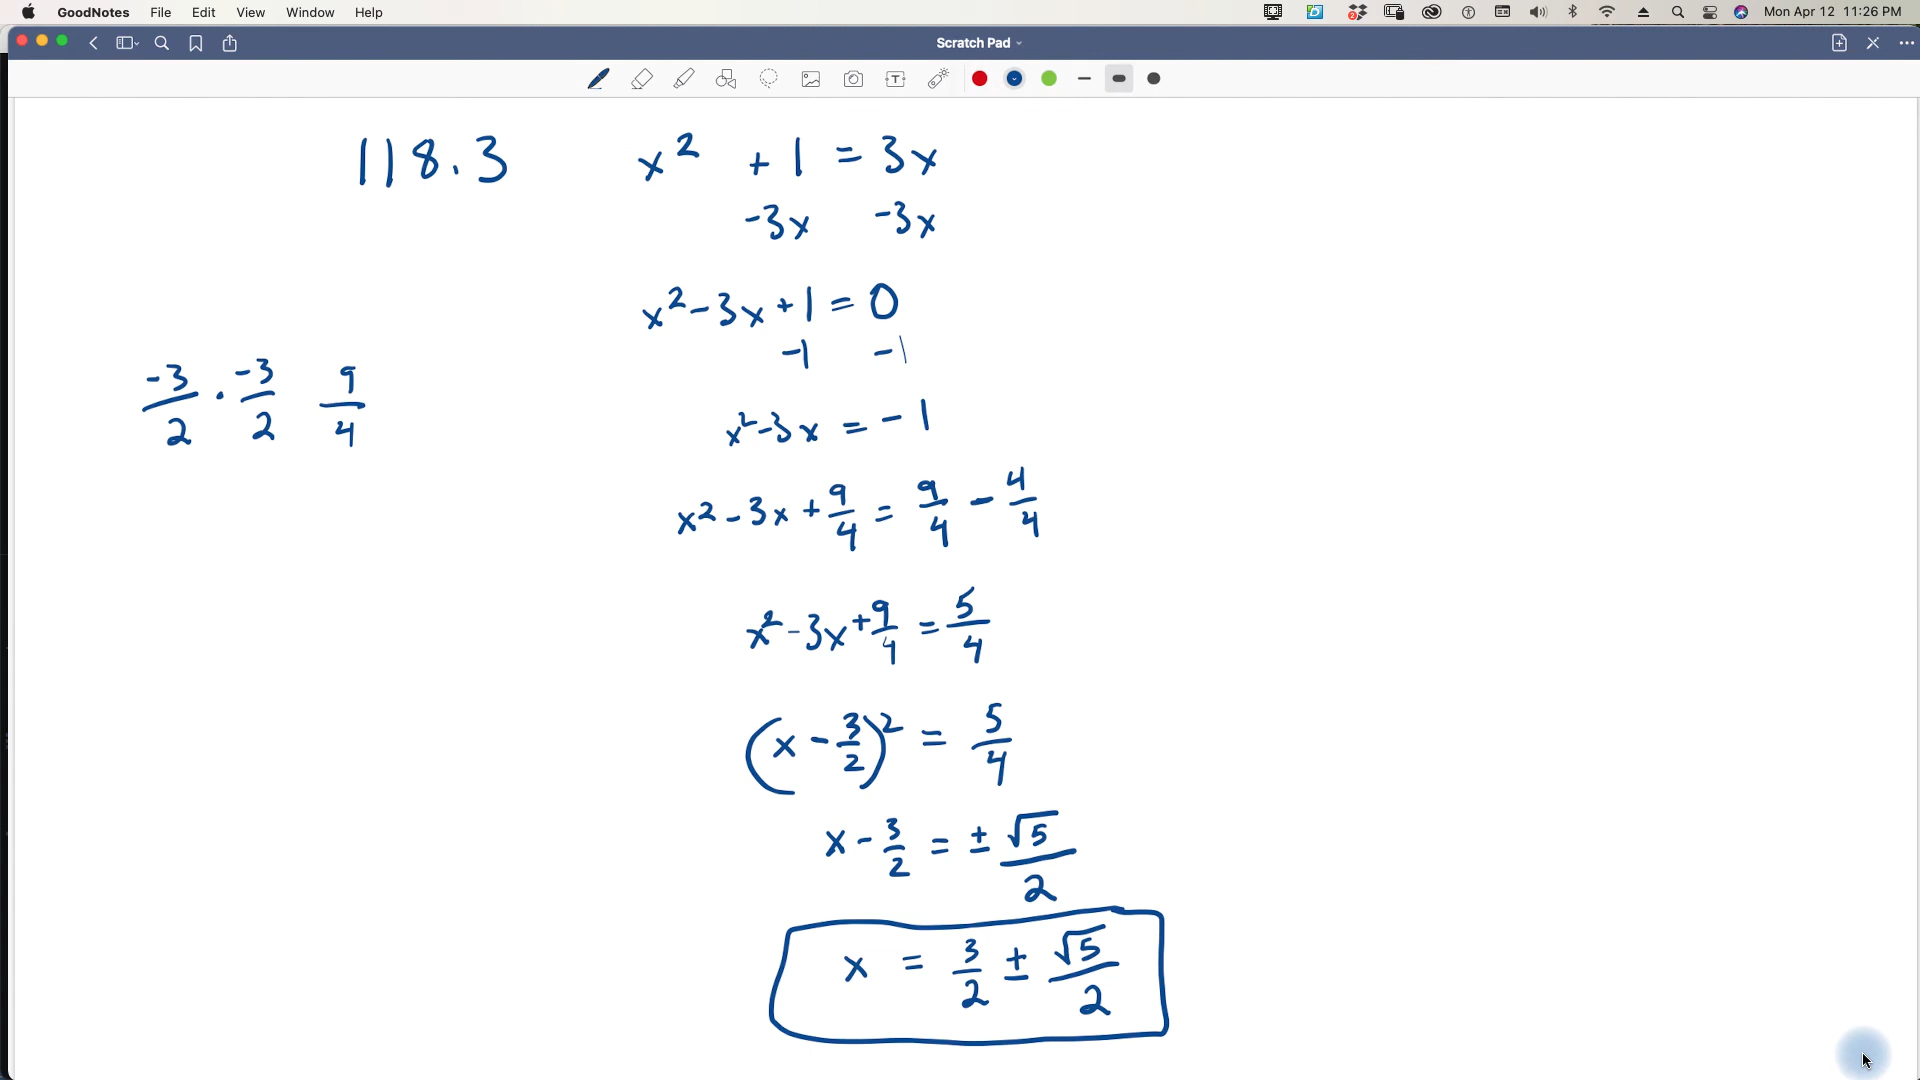 GoodNotes File Edit View Window Help Mon Apr 12 11:26 PM
Scratch Pad
118.3 x² + 1 = 3x
-3x -3x
x² - 3x + 1 = 0
-1 -1
-3/2 · -3/2 9/4
x² - 3x = -1
x² - 3x + 9/4 = 9/4 - 4/4
x² - 3x + 9/4 = 5/4
(x - 3/2)² = 5/4
x - 3/2 = ± √5/2
x = 3/2 ± √5/2